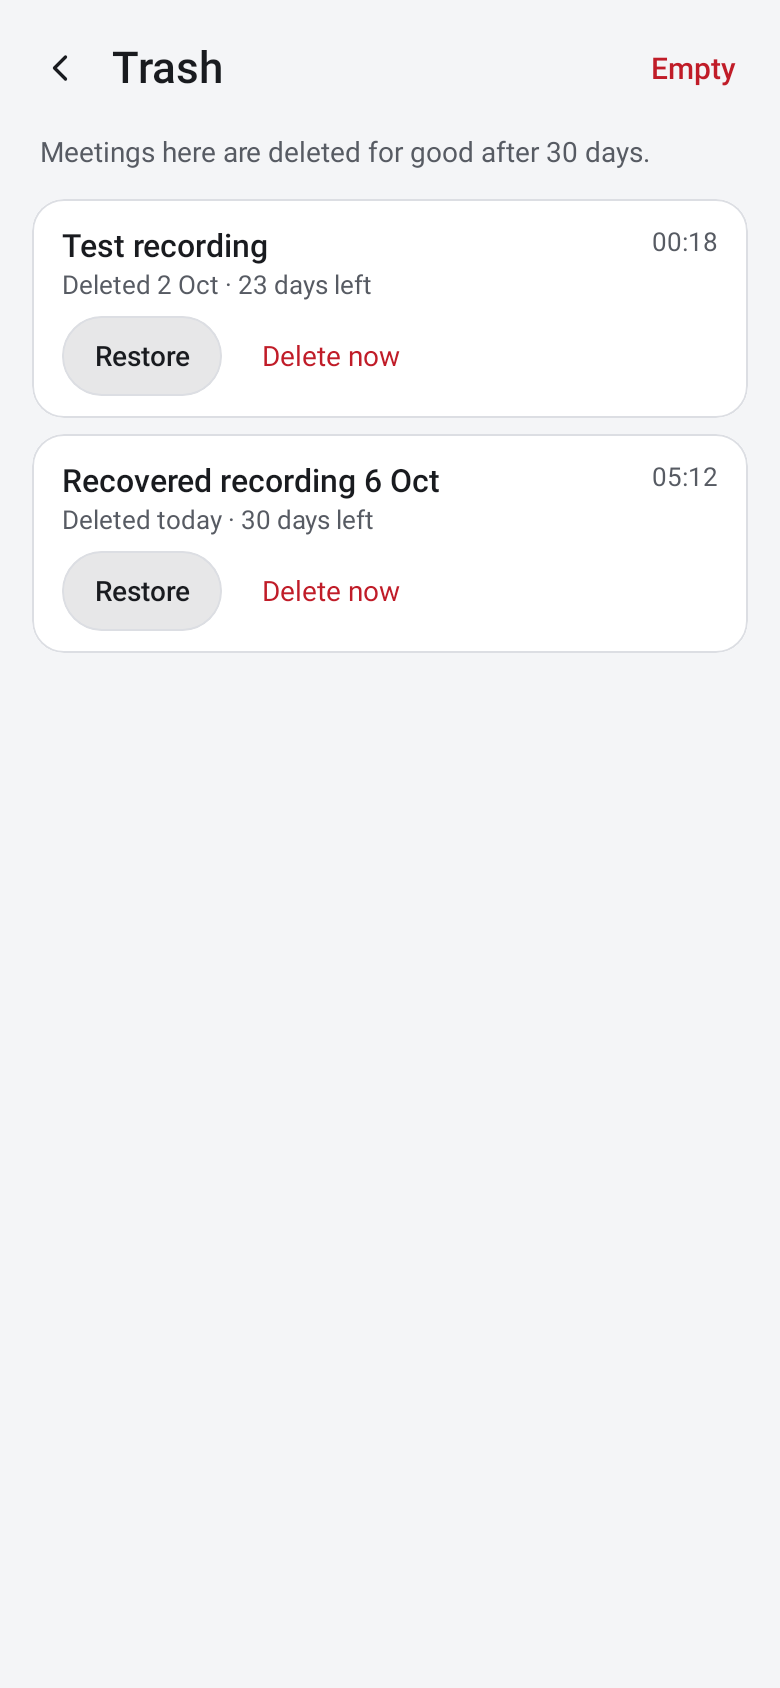 Trash
Empty
Meetings here are deleted for good after 30 days.
Test recording
00:18
Deleted 2 Oct · 23 days left
Restore
Delete now
Recovered recording 6 Oct
05:12
Deleted today · 30 days left
Restore
Delete now